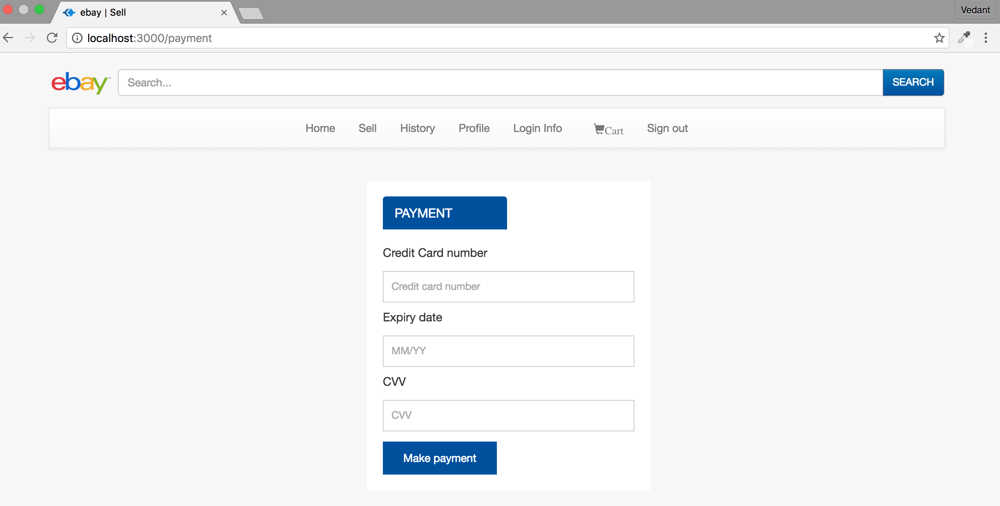 ebay | Sell
Vedant
localhost:3000/payment
ebay™
Search...
SEARCH
Home Sell History Profile Login Info Cart Sign out
PAYMENT
Credit Card number
Credit card number
Expiry date
MM/YY
CVV
CVV
Make payment